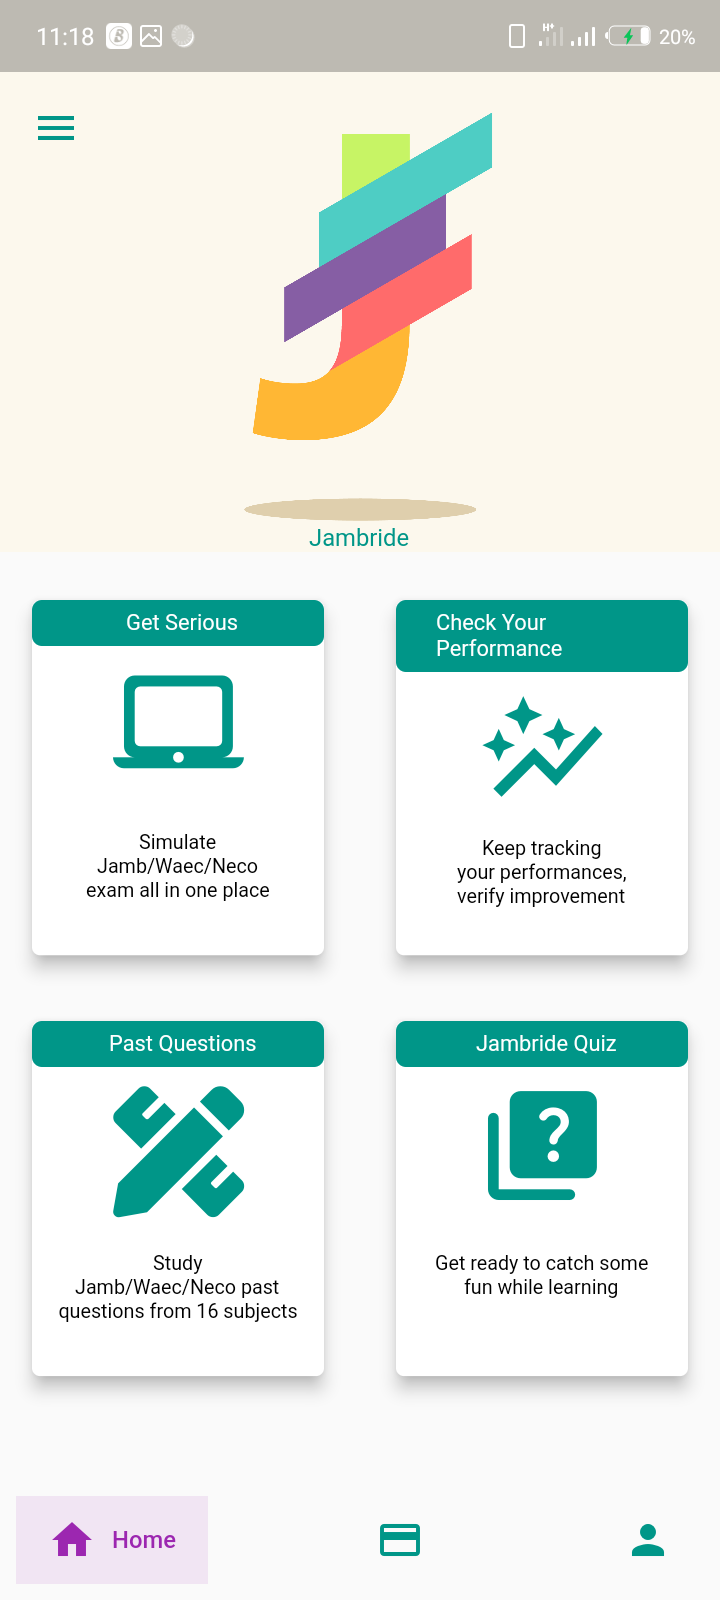 11:18
H+
20%
Jambride
Get Serious
Simulate
Jamb/Waec/Neco
exam all in one place
Check Your
Performance
Keep tracking
your performances,
verify improvement
Past Questions
Study
Jamb/Waec/Neco past
questions from 16 subjects
Jambride Quiz
?
Get ready to catch some
fun while learning
Home